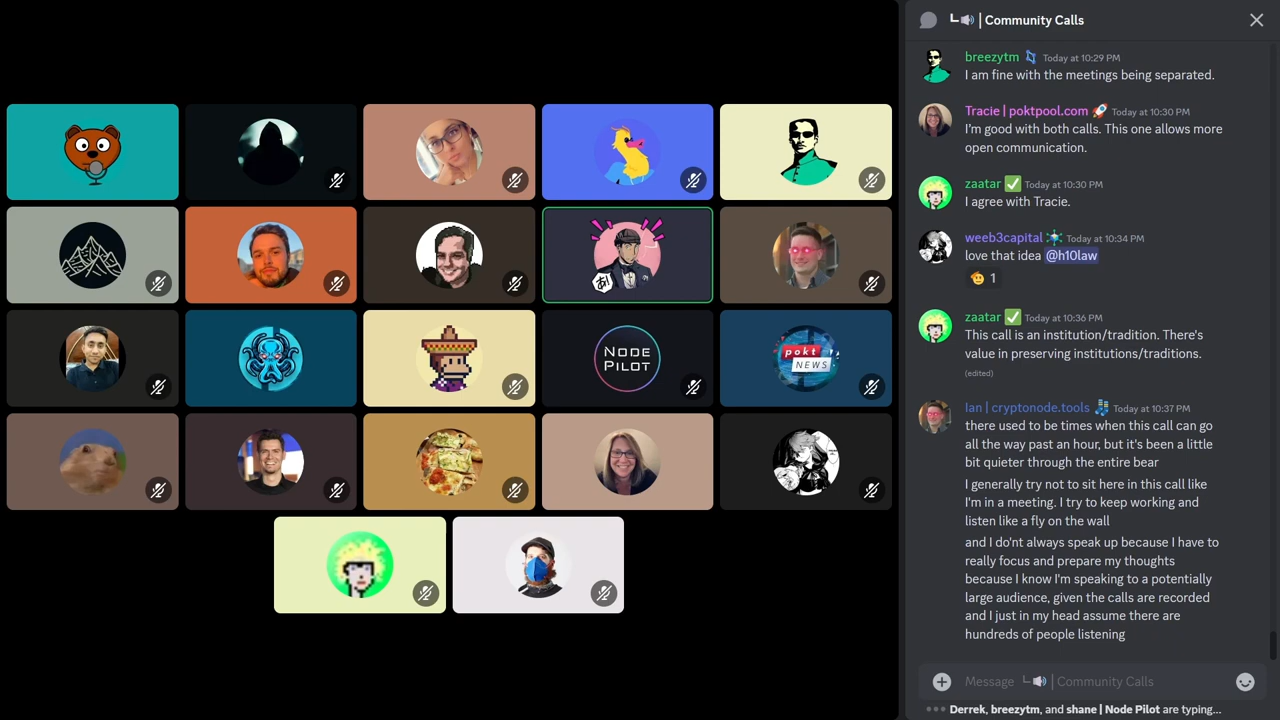 ┗🔊 | Community Calls
breezytm Today at 10:29 PM
I am fine with the meetings being separated.
Tracie | poktpool.com 🚀 Today at 10:30 PM
I'm good with both calls. This one allows more
open communication.
zaatar ✅ Today at 10:30 PM
I agree with Tracie.
weeb3capital Today at 10:34 PM
love that idea @h10law
1
zaatar ✅ Today at 10:36 PM
This call is an institution/tradition. There's
value in preserving institutions/traditions.
(edited)
Ian | cryptonode.tools Today at 10:37 PM
there used to be times when this call can go
all the way past an hour, but it's been a little
bit quieter through the entire bear
I generally try not to sit here in this call like
I'm in a meeting. I try to keep working and
listen like a fly on the wall
and I do'nt always speak up because I have to
really focus and prepare my thoughts
because I know I'm speaking to a potentially
large audience, given the calls are recorded
and I just in my head assume there are
hundreds of people listening
Message ┗🔊 | Community Calls
Derrek, breezytm, and shane | Node Pilot are typing...
あ!
NODE
PILOT
pokt
NEWS